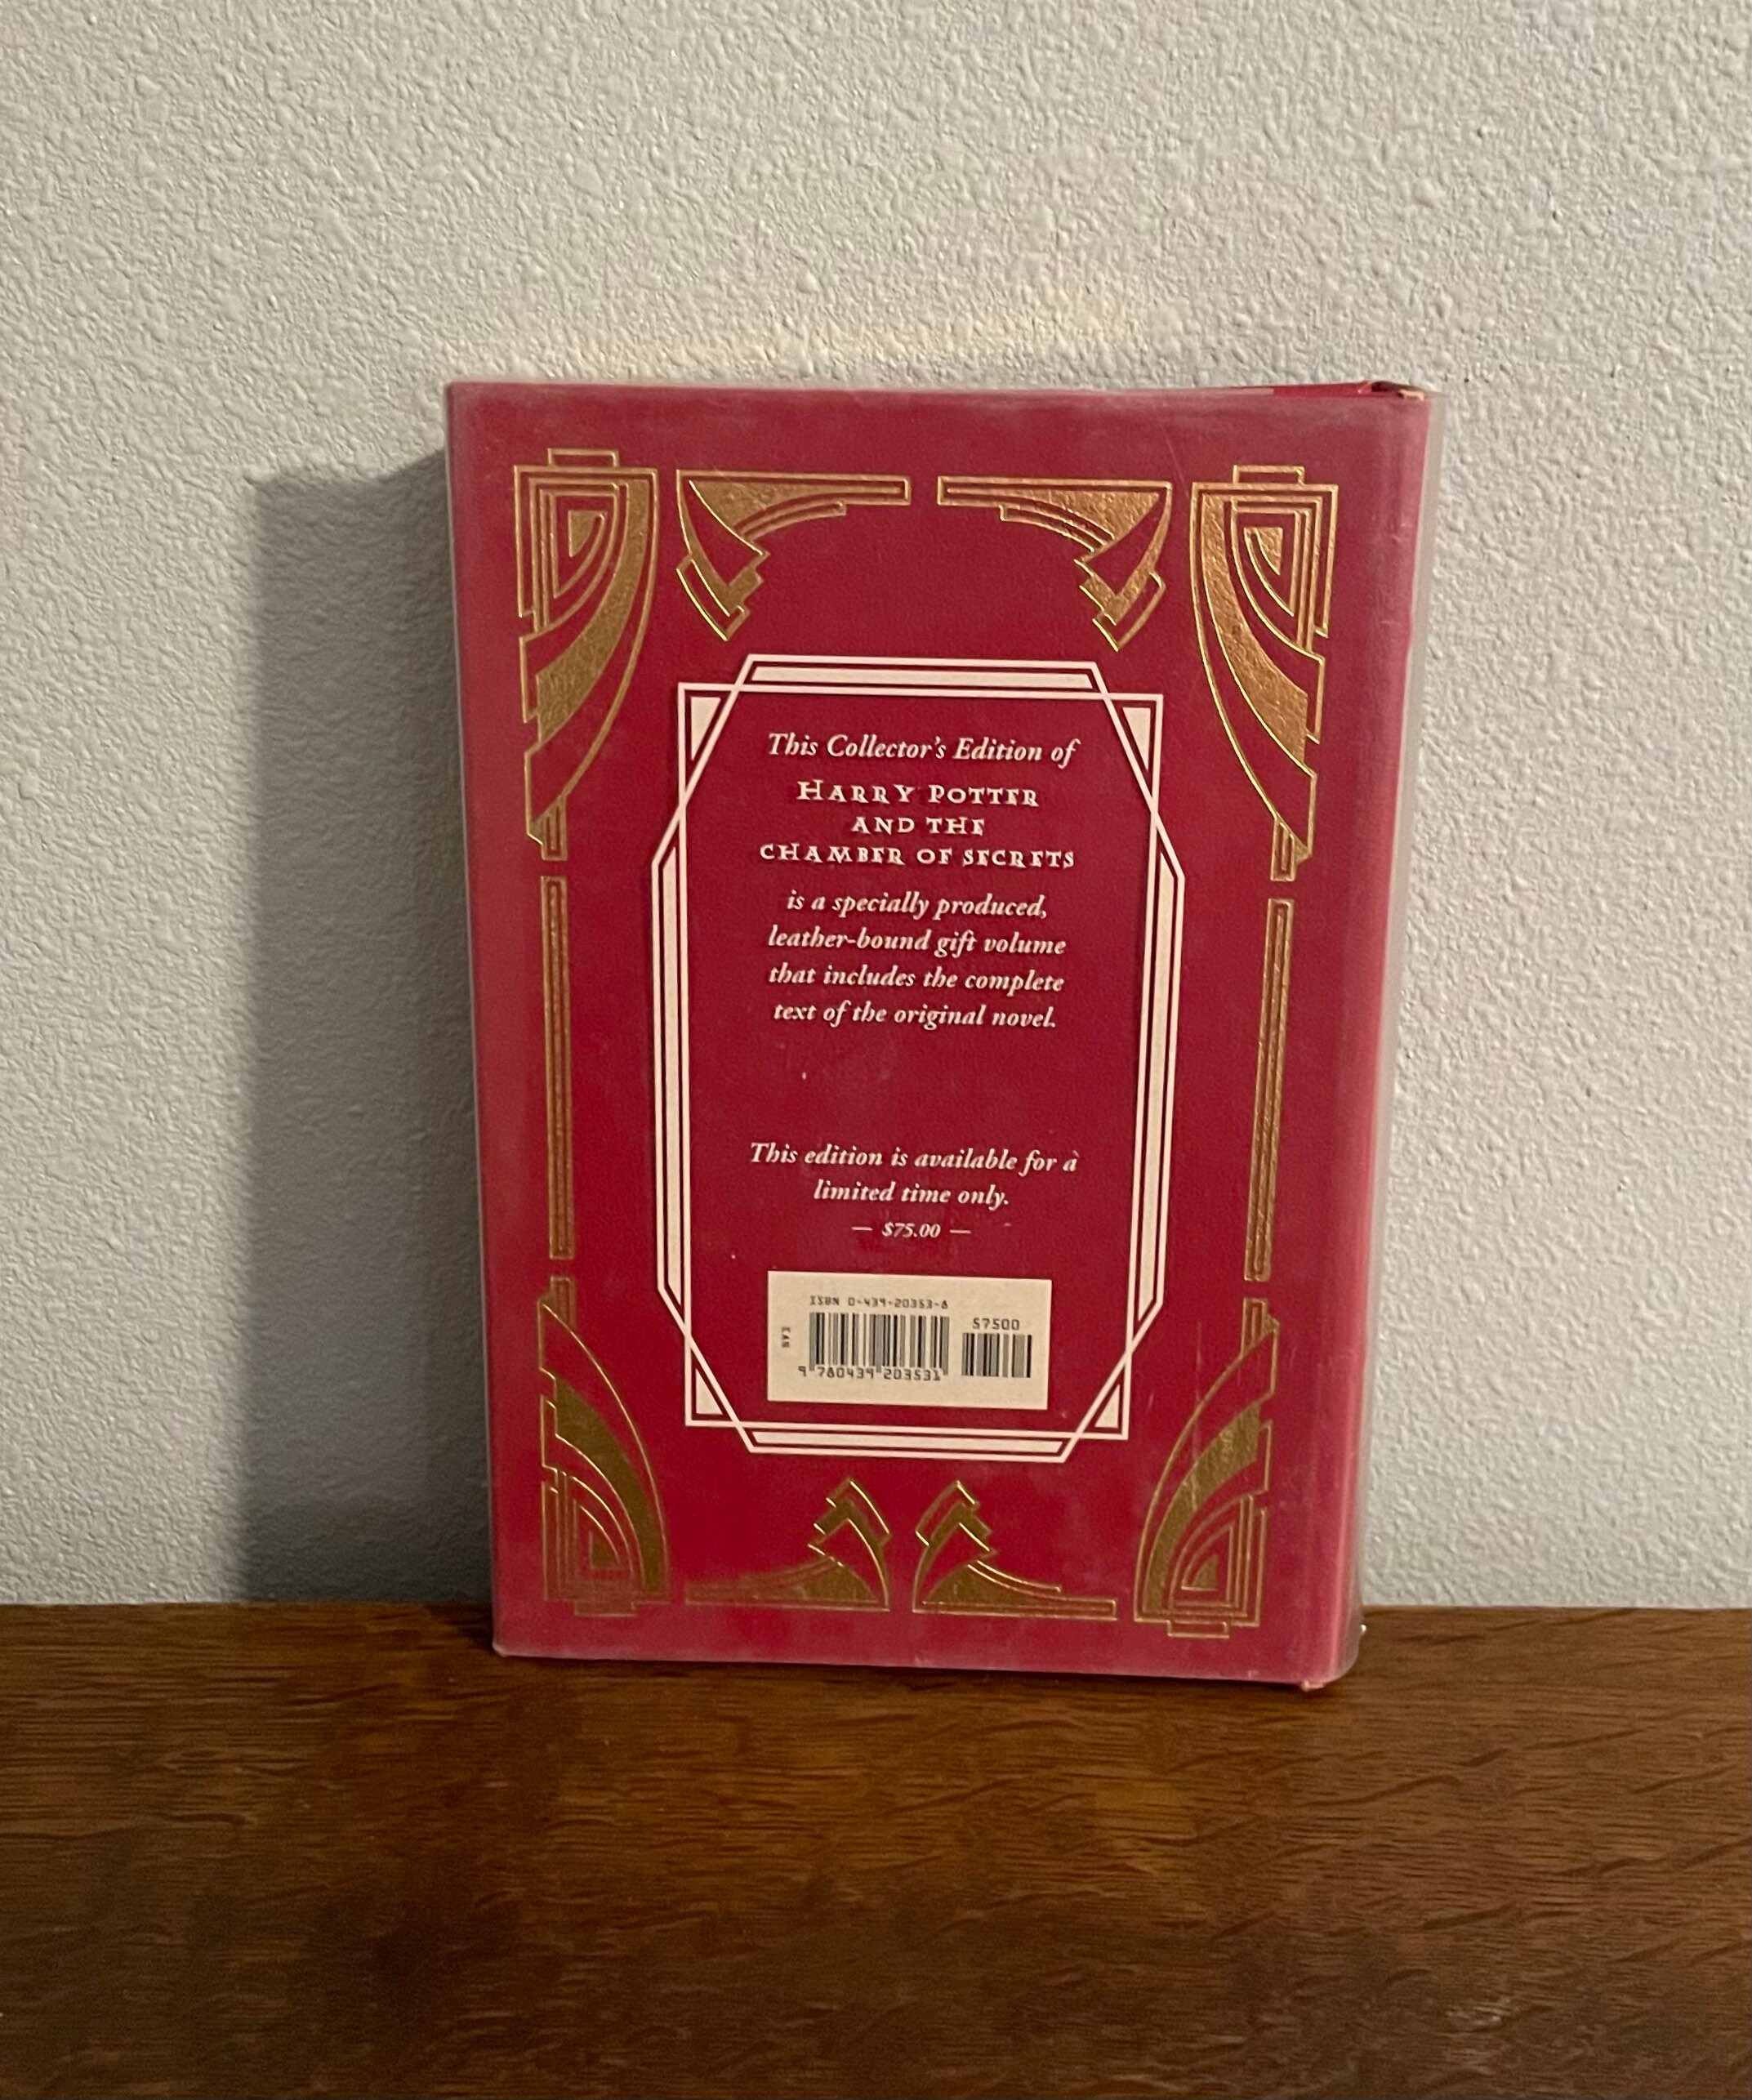 This Collector's Edition of
HARRY POTTER
AND THE
CHAMBER OF SECRETS
is a specially produced,
leather-bound gift volume
that includes the complete
text of the original novel.
This edition is available for a
limited time only.
— $75.00 —
ISBN 0-439-20353-8
57500
EAN
9 780439 203531